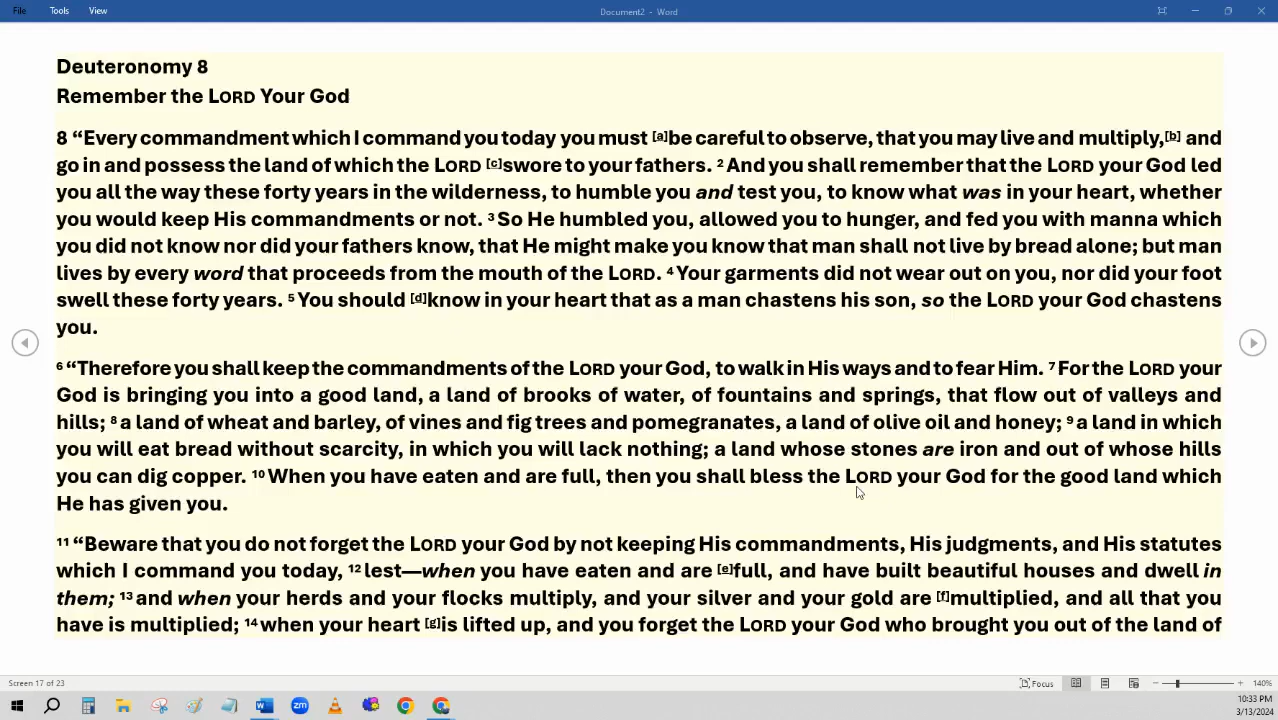 File Tools View Document2 - Word
Deuteronomy 8
Remember the LORD Your God
8 “Every commandment which I command you today you must [a]be careful to observe, that you may live and multiply,[b] and
go in and possess the land of which the LORD [c]swore to your fathers. 2 And you shall remember that the LORD your God led
you all the way these forty years in the wilderness, to humble you and test you, to know what was in your heart, whether
you would keep His commandments or not. 3 So He humbled you, allowed you to hunger, and fed you with manna which
you did not know nor did your fathers know, that He might make you know that man shall not live by bread alone; but man
lives by every word that proceeds from the mouth of the LORD. 4 Your garments did not wear out on you, nor did your foot
swell these forty years. 5 You should [d]know in your heart that as a man chastens his son, so the LORD your God chastens
you.
6 “Therefore you shall keep the commandments of the LORD your God, to walk in His ways and to fear Him. 7 For the LORD your
God is bringing you into a good land, a land of brooks of water, of fountains and springs, that flow out of valleys and
hills; 8 a land of wheat and barley, of vines and fig trees and pomegranates, a land of olive oil and honey; 9 a land in which
you will eat bread without scarcity, in which you will lack nothing; a land whose stones are iron and out of whose hills
you can dig copper. 10 When you have eaten and are full, then you shall bless the LORD your God for the good land which
He has given you.
11 “Beware that you do not forget the LORD your God by not keeping His commandments, His judgments, and His statutes
which I command you today, 12 lest—when you have eaten and are [e]full, and have built beautiful houses and dwell in
them; 13 and when your herds and your flocks multiply, and your silver and your gold are [f]multiplied, and all that you
have is multiplied; 14 when your heart [g]is lifted up, and you forget the LORD your God who brought you out of the land of
Screen 17 of 23 Focus 140%
W zm
10:33 PM
3/13/2024